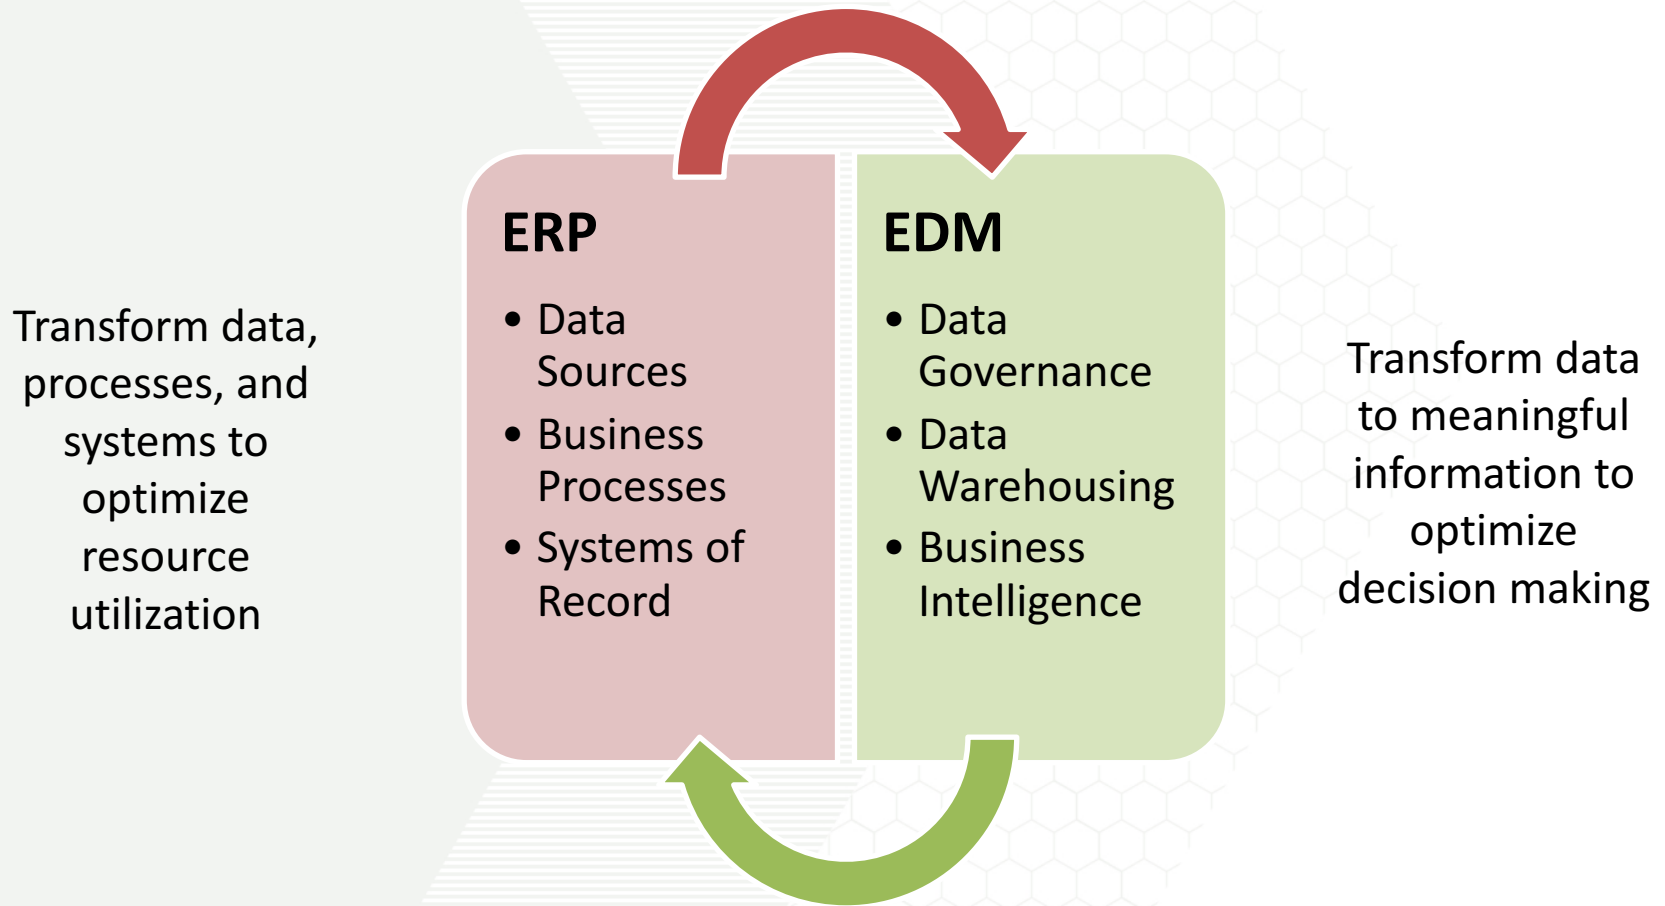 Transform data,
processes, and
systems to
optimize
resource
utilization
ERP
• Data
Sources
• Business
Processes
• Systems of
Record
EDM
• Data
Governance
• Data
Warehousing
• Business
Intelligence
Transform data
to meaningful
information to
optimize
decision making